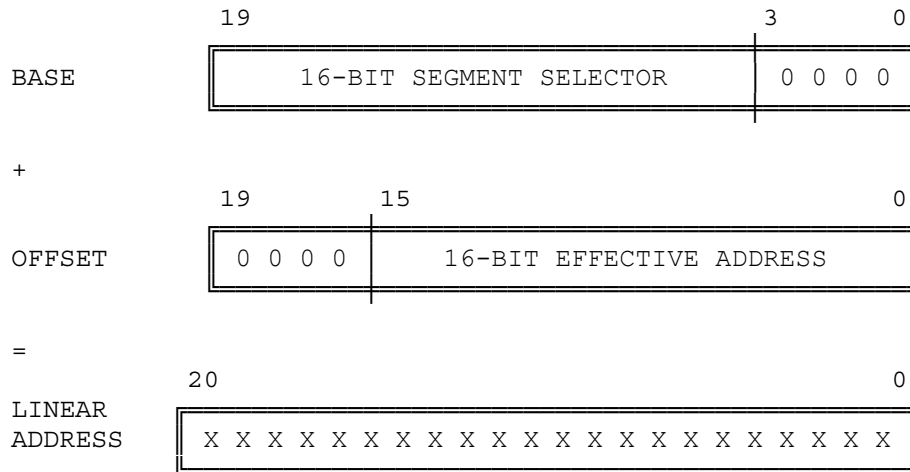 19 3 0
BASE 16-BIT SEGMENT SELECTOR 0 0 0 0
+
19 15 0
OFFSET 0 0 0 0 16-BIT EFFECTIVE ADDRESS
=
20 0
LINEAR
ADDRESS X X X X X X X X X X X X X X X X X X X X X X